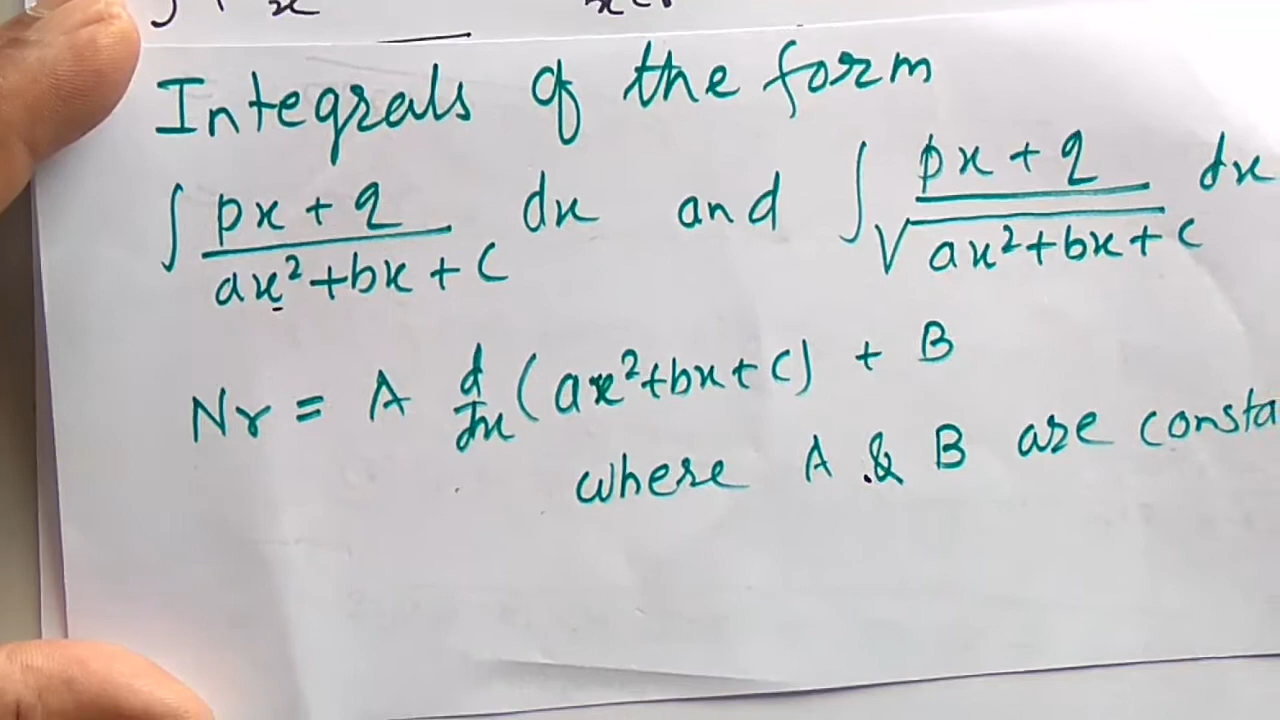 Integrals of the form
∫ px + q / ax² + bx + c dx and ∫ px + q / √ax² + bx + c dx
Nr = A d/dx (ax² + bx + c) + B
where A & B are consta